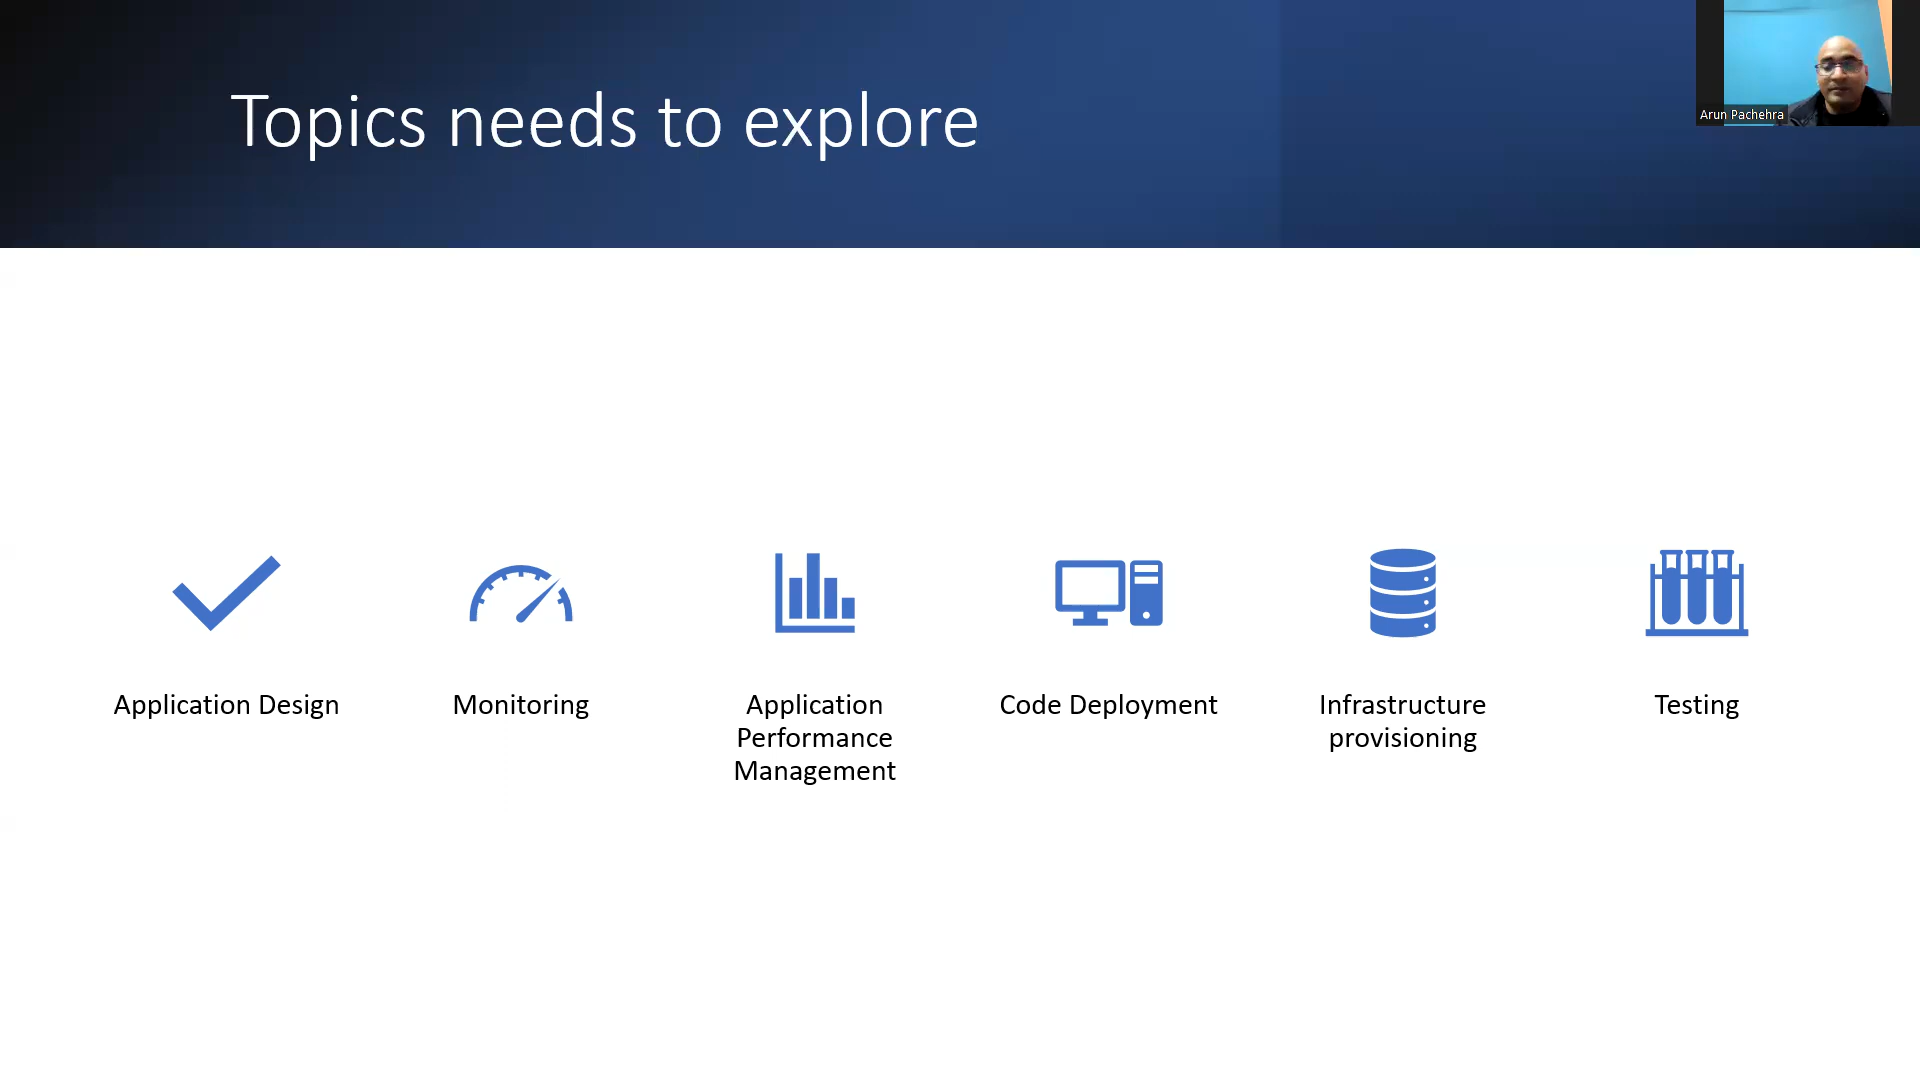 Topics needs to explore
Arun Pachehra
Application Design
Monitoring
Application
Performance
Management
Code Deployment
Infrastructure
provisioning
Testing